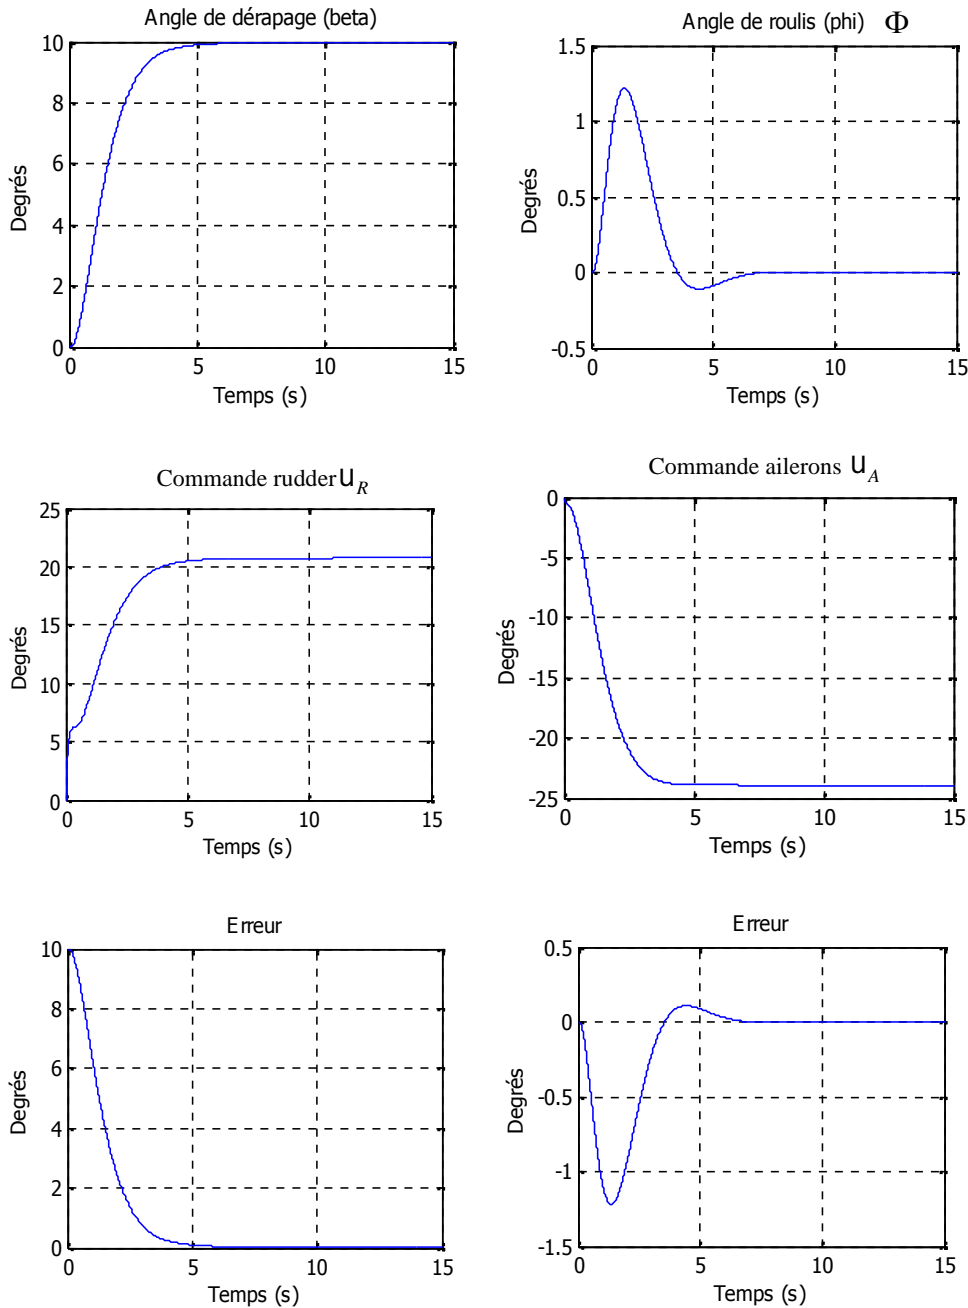 Angle de dérapage (beta)
10
8
6
4
2
0
Degrés
0 5 10 15
Temps (s)
Angle de roulis (phi) Φ
1.5
1
0.5
0
-0.5
Degrés
0 5 10 15
Temps (s)
Commande rudder U_R
25
20
15
10
5
0
Degrés
0 5 10 15
Temps (s)
Commande ailerons U_A
0
-5
-10
-15
-20
-25
Degrés
0 5 10 15
Temps (s)
Erreur
10
8
6
4
2
0
Degrés
0 5 10 15
Temps (s)
Erreur
0.5
0
-0.5
-1
-1.5
Degrés
0 5 10 15
Temps (s)